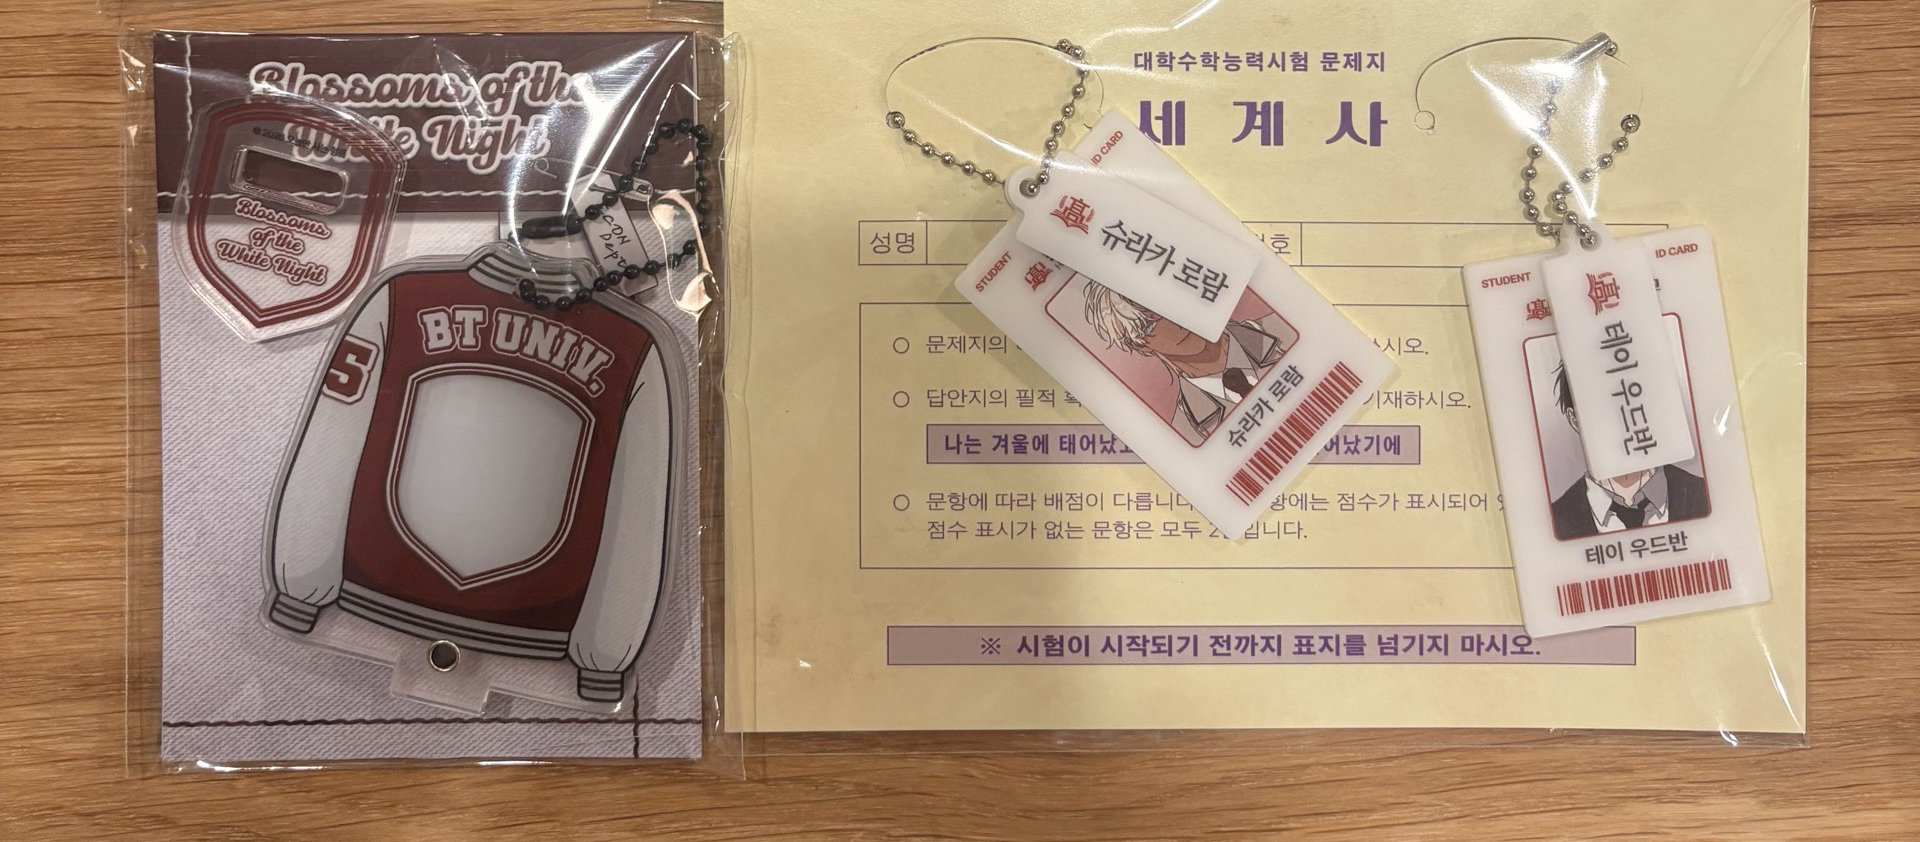 Blossoms of the
White Night
Blossoms
of the
White Night
CON
Dept
BT UNIV.
S
대학수학능력시험 문제지
세 계 사
성명
호
문제지의
시오.
답안지의 필적
기재하시오.
나는 겨울에 태어났
어났기에
문항에 따라 배점이 다릅니다
항에는 점수가 표시되어
점수 표시가 없는 문항은 모두 2
입니다.
※ 시험이 시작되기 전까지 표지를 넘기지 마시오.
ID CARD
高
슈라카 로람
STUDENT
高
슈라카 로람
ID CARD
STUDENT
高
테이 우드반
高
테이 우드반